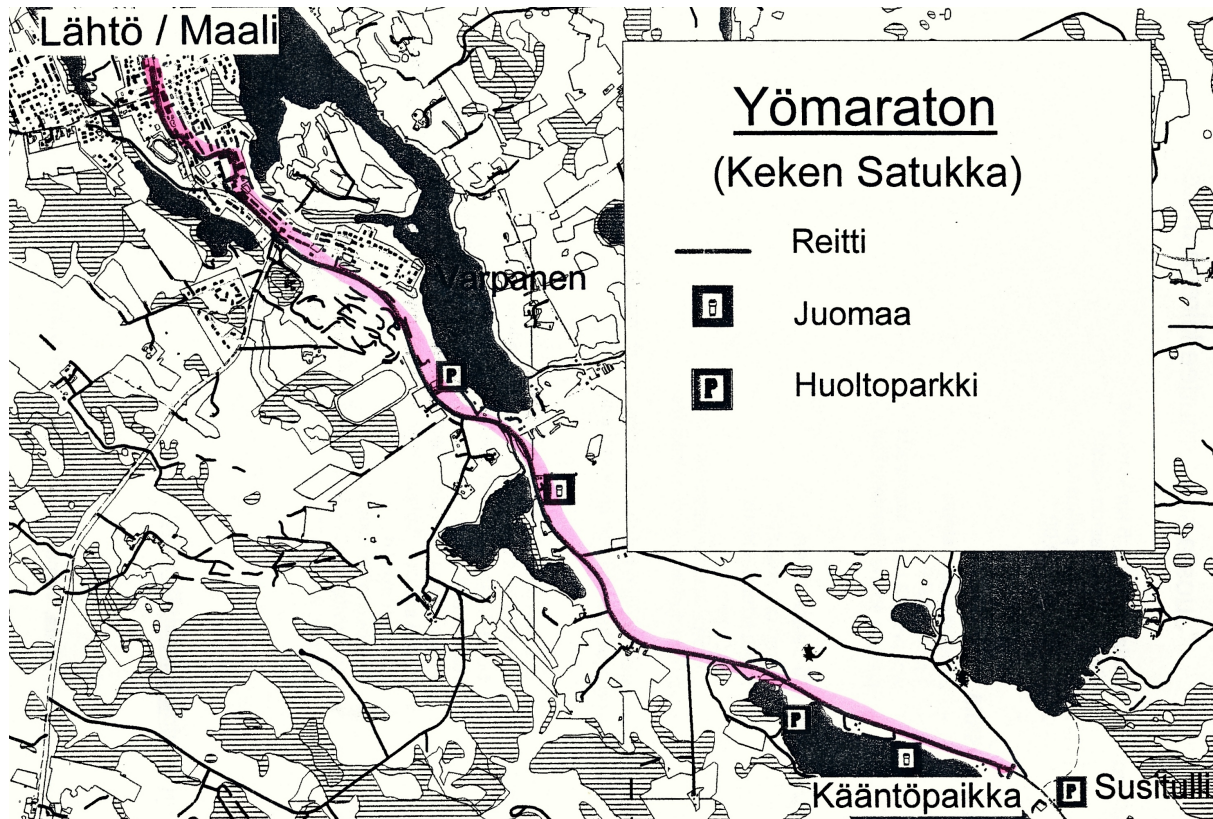 Lähtö / Maali
Yömaraton
(Keken Satukka)
Reitti
Juomaa
P
Huoltoparkki
Varpanen
P
P
Kääntöpaikka
P
Susitulli